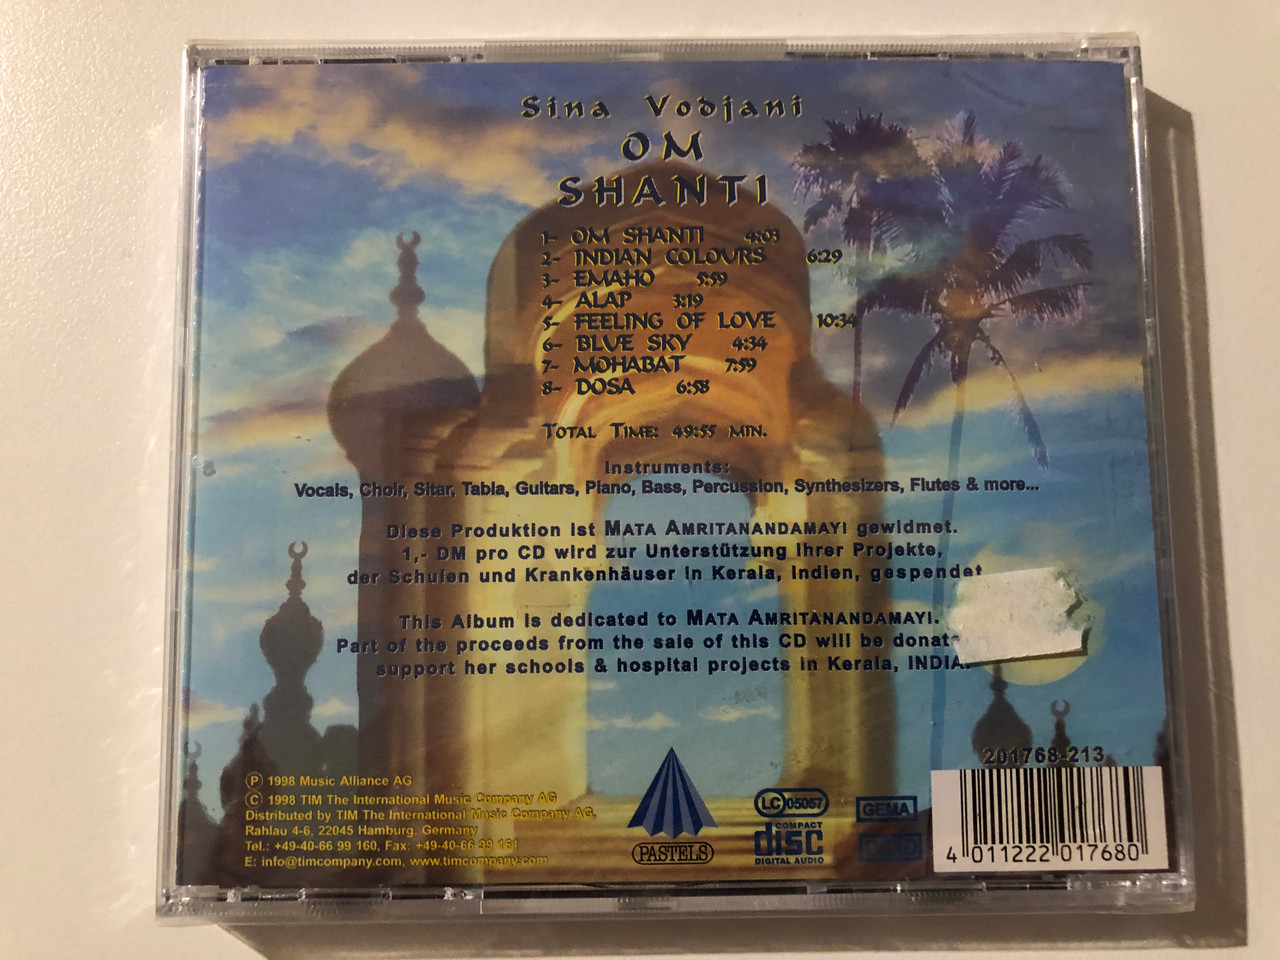 Sina Vodjani
OM
SHANTI
1- OM SHANTI 4:03
2- INDIAN COLOURS 6:29
3- EMAHO 5:59
4- ALAP 3:19
5- FEELING OF LOVE 10:34
6- BLUE SKY 4:34
7- MOHABAT 7:59
8- DOSA 6:58
TOTAL TIME: 49:55 MIN.
Instruments:
Vocals, Choir, Sitar, Tabla, Guitars, Piano, Bass, Percussion, Synthesizers, Flutes & more...
Diese Produktion ist MATA AMRITANANDAMAYI gewidmet.
1,- DM pro CD wird zur Unterstützung Ihrer Projekte,
der Schulen und Krankenhäuser in Kerala, Indien, gespendet
This Album is dedicated to MATA AMRITANANDAMAYI.
Part of the proceeds from the sale of this CD will be donat
support her schools & hospital projects in Kerala, INDIA.
℗ 1998 Music Alliance AG
© 1998 TIM The International Music Company AG
Distributed by TIM The International Music Company AG,
Rahlau 4-6, 22045 Hamburg, Germany
Tel.: +49-40-66 99 160, Fax: +49-40-66 99 161
E: info@timcompany.com, www.timcompany.com
PASTELS
LC 05067
COMPACT
disc
DIGITAL AUDIO
GEMA
DDD
201768-213
4 011222 017680